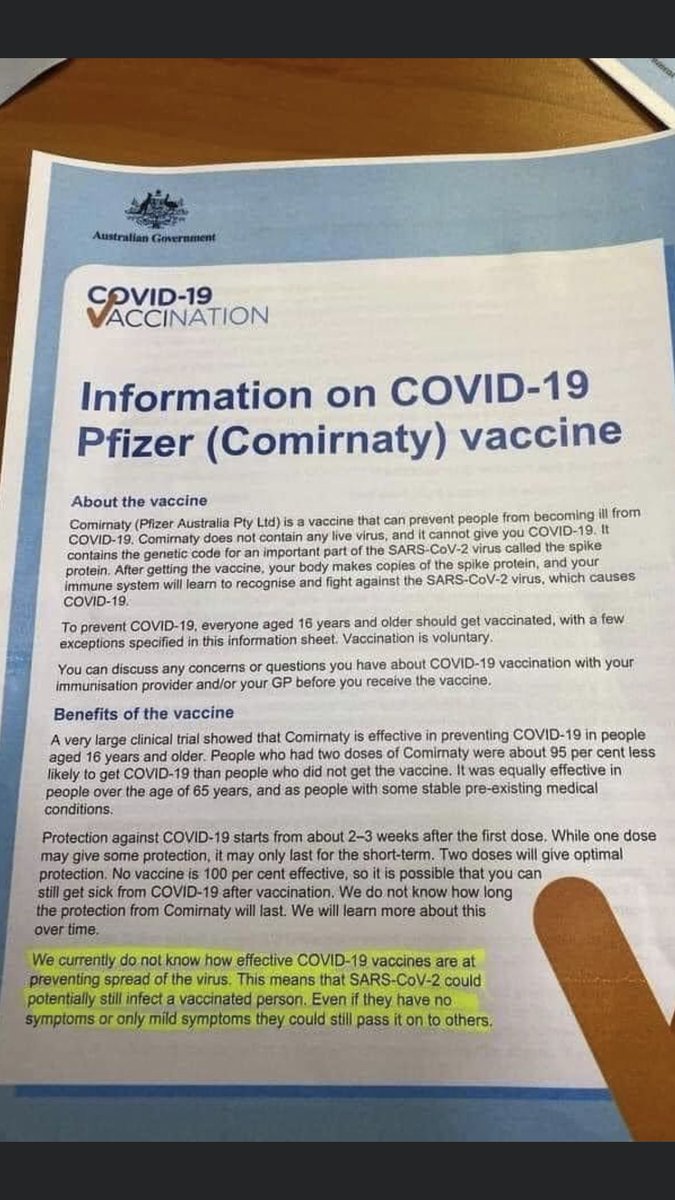 Australian Government
COVID-19
VACCINATION
Information on COVID-19
Pfizer (Comirnaty) vaccine
About the vaccine
Comirnaty (Pfizer Australia Pty Ltd) is a vaccine that can prevent people from becoming ill from
COVID-19. Comirnaty does not contain any live virus, and it cannot give you COVID-19. It
contains the genetic code for an important part of the SARS-CoV-2 virus called the spike
protein. After getting the vaccine, your body makes copies of the spike protein, and your
immune system will learn to recognise and fight against the SARS-CoV-2 virus, which causes
COVID-19.
To prevent COVID-19, everyone aged 16 years and older should get vaccinated, with a few
exceptions specified in this information sheet. Vaccination is voluntary.
You can discuss any concerns or questions you have about COVID-19 vaccination with your
immunisation provider and/or your GP before you receive the vaccine.
Benefits of the vaccine
A very large clinical trial showed that Comirnaty is effective in preventing COVID-19 in people
aged 16 years and older. People who had two doses of Comirnaty were about 95 per cent less
likely to get COVID-19 than people who did not get the vaccine. It was equally effective in
people over the age of 65 years, and as people with some stable pre-existing medical
conditions.
Protection against COVID-19 starts from about 2–3 weeks after the first dose. While one dose
may give some protection, it may only last for the short-term. Two doses will give optimal
protection. No vaccine is 100 per cent effective, so it is possible that you can
still get sick from COVID-19 after vaccination. We do not know how long
the protection from Comirnaty will last. We will learn more about this
over time.
We currently do not know how effective COVID-19 vaccines are at
preventing spread of the virus. This means that SARS-CoV-2 could
potentially still infect a vaccinated person. Even if they have no
symptoms or only mild symptoms they could still pass it on to others.